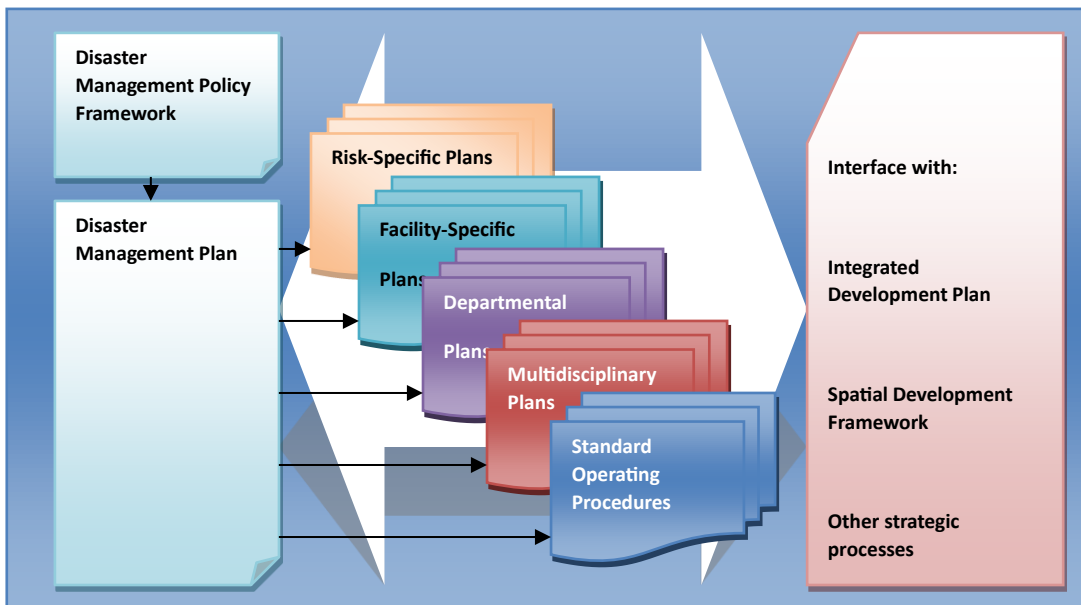 Disaster
Management Policy
Framework
Disaster
Management Plan
Risk-Specific Plans
Facility-Specific
Plans
Departmental
Plans
Multidisciplinary
Plans
Standard
Operating
Procedures
Interface with:
Integrated
Development Plan
Spatial Development
Framework
Other strategic
processes